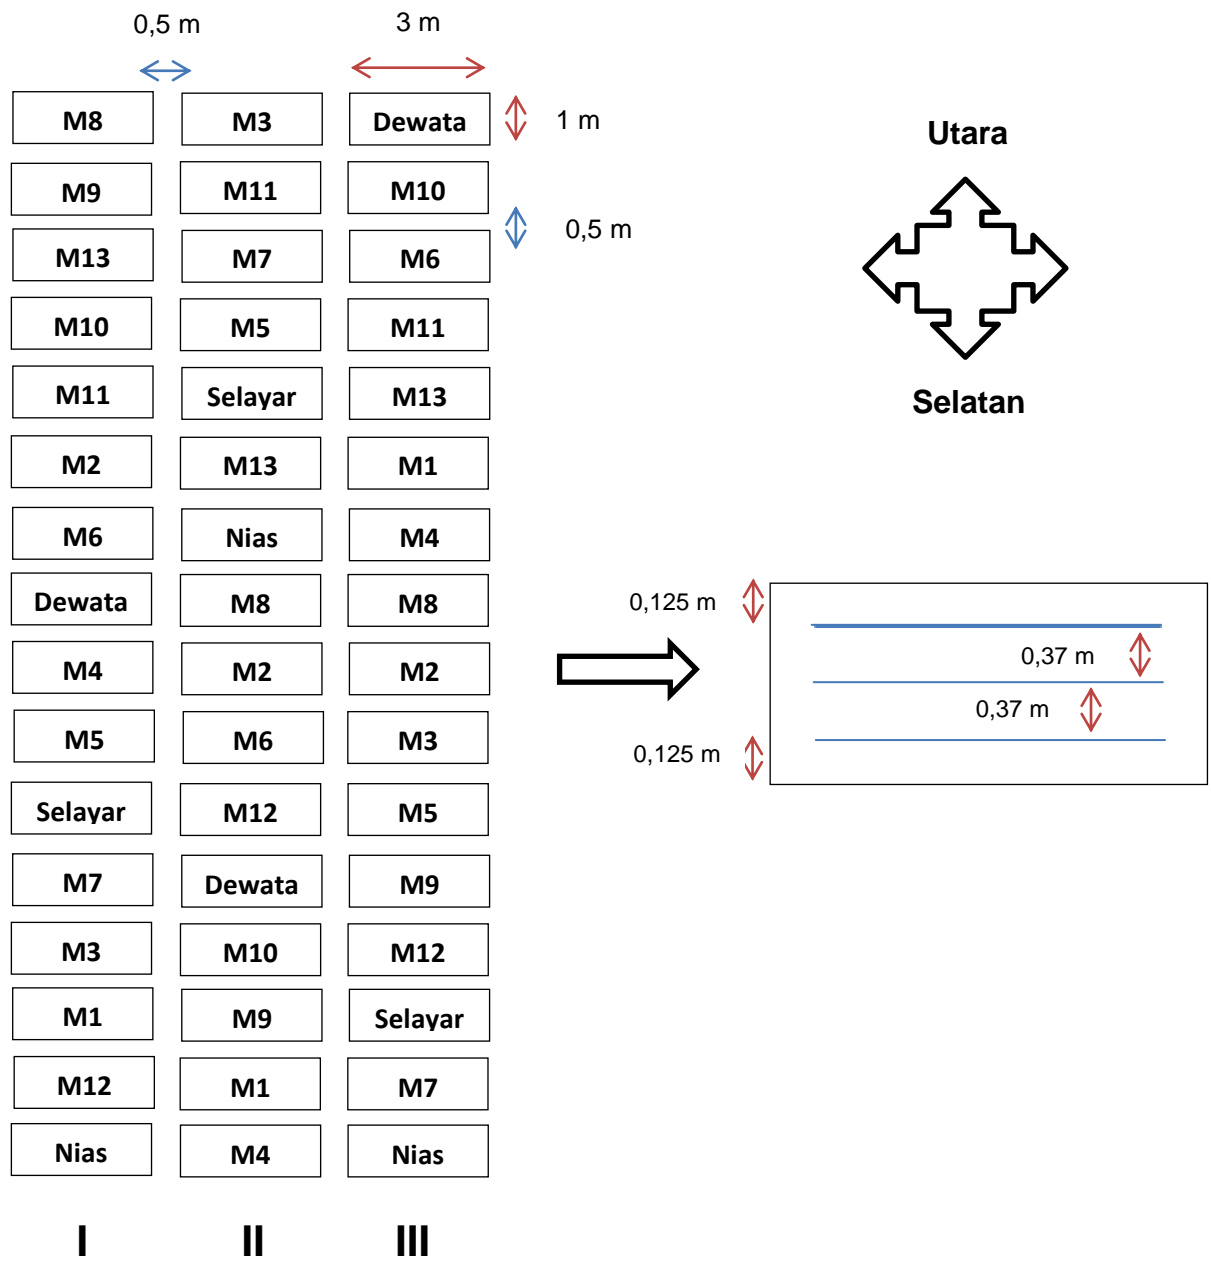 0,5 m
3 m
M8
M3
Dewata
1 m
Utara
M9
M11
M10
0,5 m
M13
M7
M6
M10
M5
M11
M11
Selayar
M13
Selatan
M2
M13
M1
M6
Nias
M4
Dewata
M8
M8
0,125 m
M4
M2
M2
0,37 m
M5
M6
M3
0,37 m
0,125 m
Selayar
M12
M5
M7
Dewata
M9
M3
M10
M12
M1
M9
Selayar
M12
M1
M7
Nias
M4
Nias
I
II
III